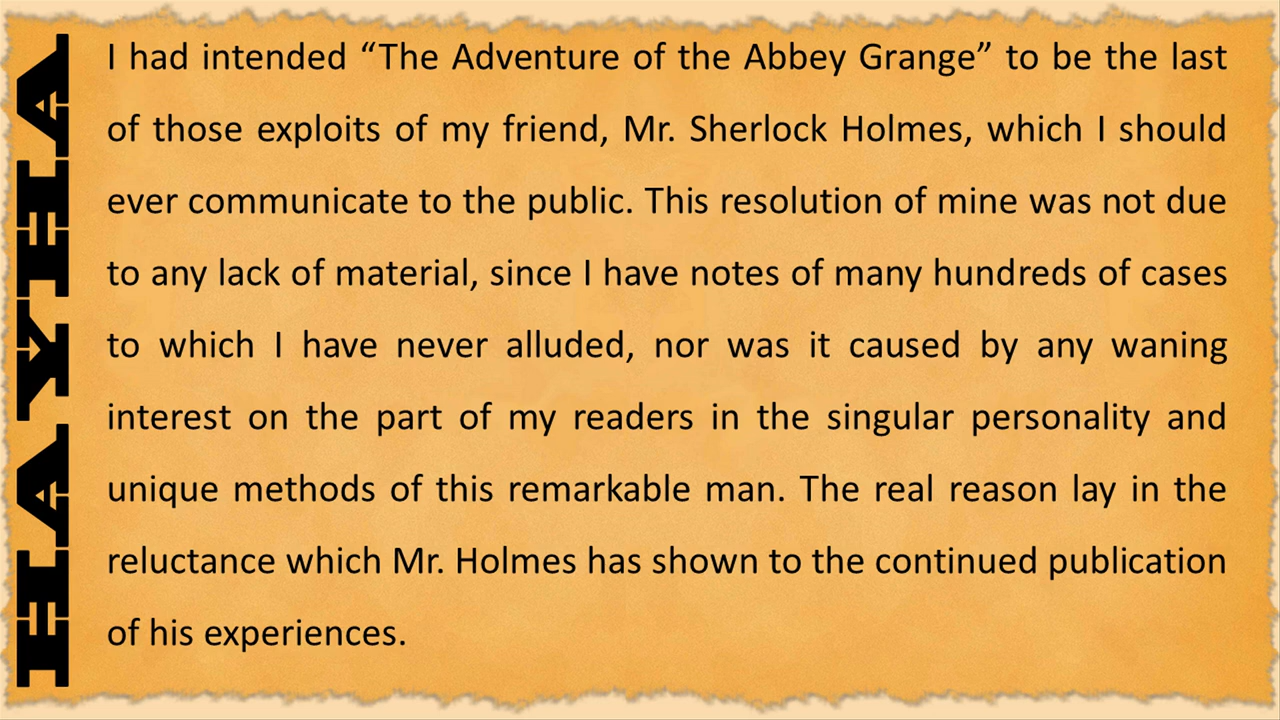 HAYHA
I had intended “The Adventure of the Abbey Grange” to be the last
of those exploits of my friend, Mr. Sherlock Holmes, which I should
ever communicate to the public. This resolution of mine was not due
to any lack of material, since I have notes of many hundreds of cases
to which I have never alluded, nor was it caused by any waning
interest on the part of my readers in the singular personality and
unique methods of this remarkable man. The real reason lay in the
reluctance which Mr. Holmes has shown to the continued publication
of his experiences.